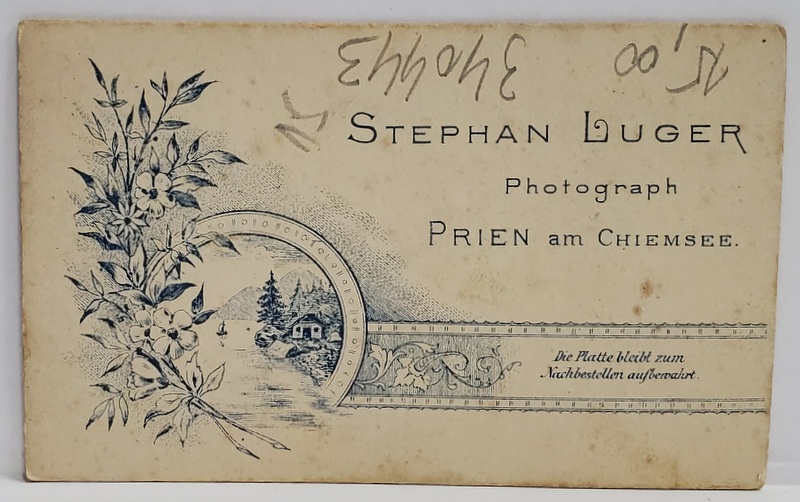 340443
15,00
STEPHAN LUGER
Photograph
PRIEN am CHIEMSEE.
Die Platte bleibt zum
Nachbestellen aufbewahrt.